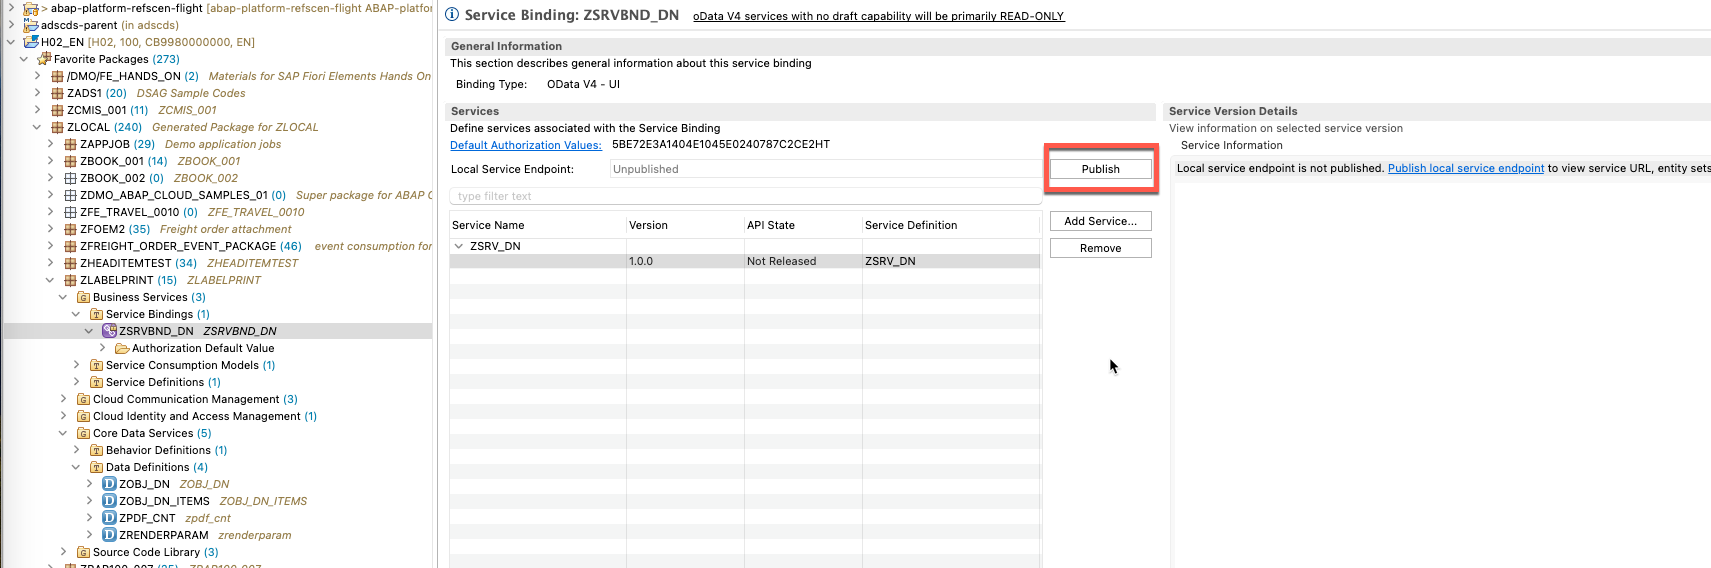 abap-platform-refscen-flight [abap-platform-refscen-flight ABAP-platform
adscds-parent (in adscds)
H02_EN [H02, 100, CB9980000000, EN]
Favorite Packages (273)
/DMO/FE_HANDS_ON (2) Materials for SAP Fiori Elements Hands On
ZADS1 (20) DSAG Sample Codes
ZCMIS_001 (11) ZCMIS_001
ZLOCAL (240) Generated Package for ZLOCAL
ZAPPJOB (29) Demo application jobs
ZBOOK_001 (14) ZBOOK_001
ZBOOK_002 (0) ZBOOK_002
ZDMO_ABAP_CLOUD_SAMPLES_01 (0) Super package for ABAP C
ZFE_TRAVEL_0010 (0) ZFE_TRAVEL_0010
ZFOEM2 (35) Freight order attachment
ZFREIGHT_ORDER_EVENT_PACKAGE (46) event consumption for
ZHEADITEMTEST (34) ZHEADITEMTEST
ZLABELPRINT (15) ZLABELPRINT
Business Services (3)
Service Bindings (1)
ZSRVBND_DN ZSRVBND_DN
Authorization Default Value
Service Consumption Models (1)
Service Definitions (1)
Cloud Communication Management (3)
Cloud Identity and Access Management (1)
Core Data Services (5)
Behavior Definitions (1)
Data Definitions (4)
ZOBJ_DN ZOBJ_DN
ZOBJ_DN_ITEMS ZOBJ_DN_ITEMS
ZPDF_CNT zpdf_cnt
ZRENDERPARAM zrenderparam
Source Code Library (3)
Service Binding: ZSRVBND_DN oData V4 services with no draft capability will be primarily READ-ONLY
General Information
This section describes general information about this service binding
Binding Type: OData V4 - UI
Services
Define services associated with the Service Binding
Default Authorization Values: 5BE72E3A1404E1045E0240787C2CE2HT
Local Service Endpoint: Unpublished Publish
type filter text
Service Name Version API State Service Definition
ZSRV_DN
1.0.0 Not Released ZSRV_DN
Add Service...
Remove
Service Version Details
View information on selected service version
Service Information
Local service endpoint is not published. Publish local service endpoint to view service URL, entity sets